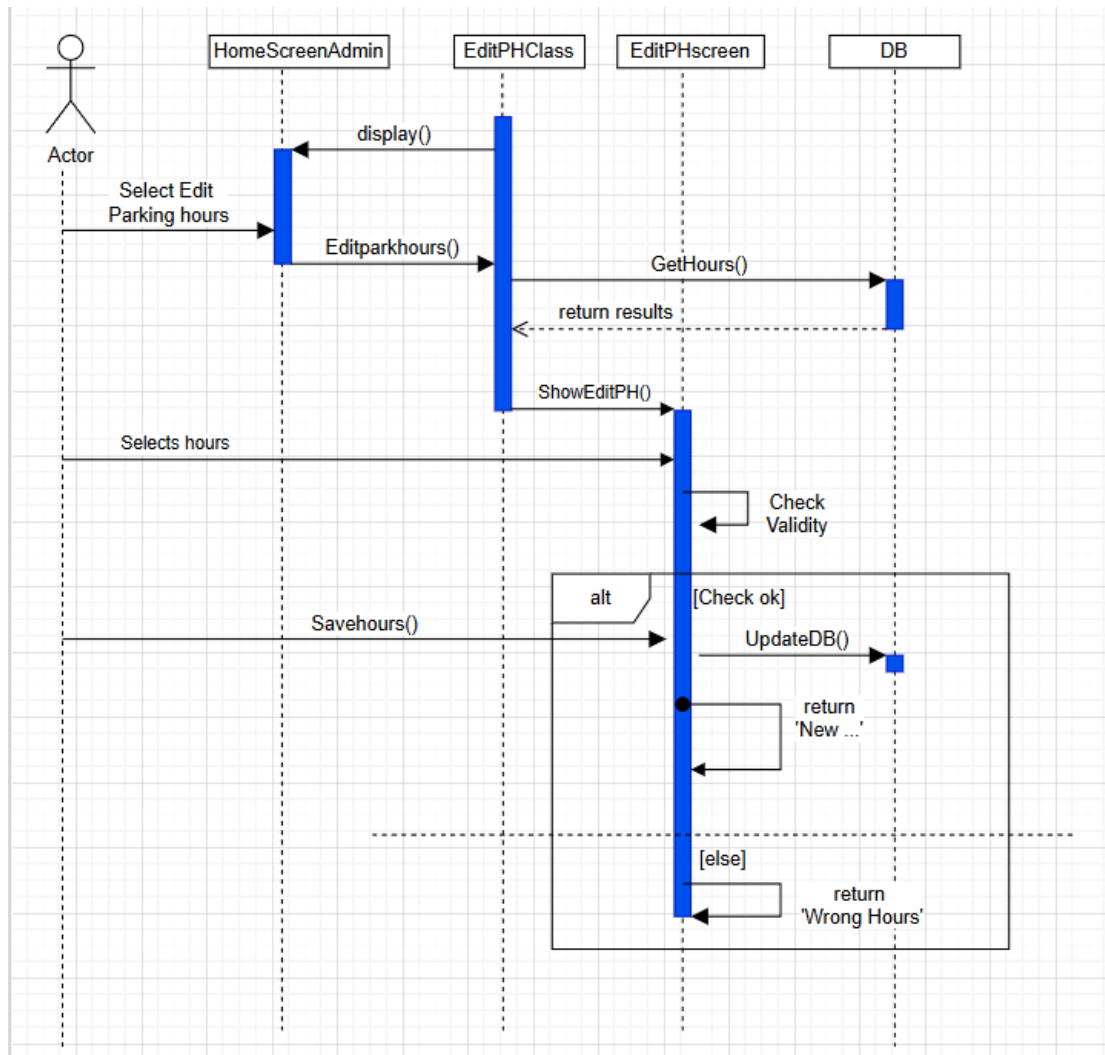 HomeScreenAdmin
EditPHClass
EditPHscreen
DB
Actor
display()
Select Edit
Parking hours
Editparkhours()
GetHours()
return results
ShowEditPH()
Selects hours
Check
Validity
alt
[Check ok]
Savehours()
UpdateDB()
return
'New ...'
[else]
return
'Wrong Hours'